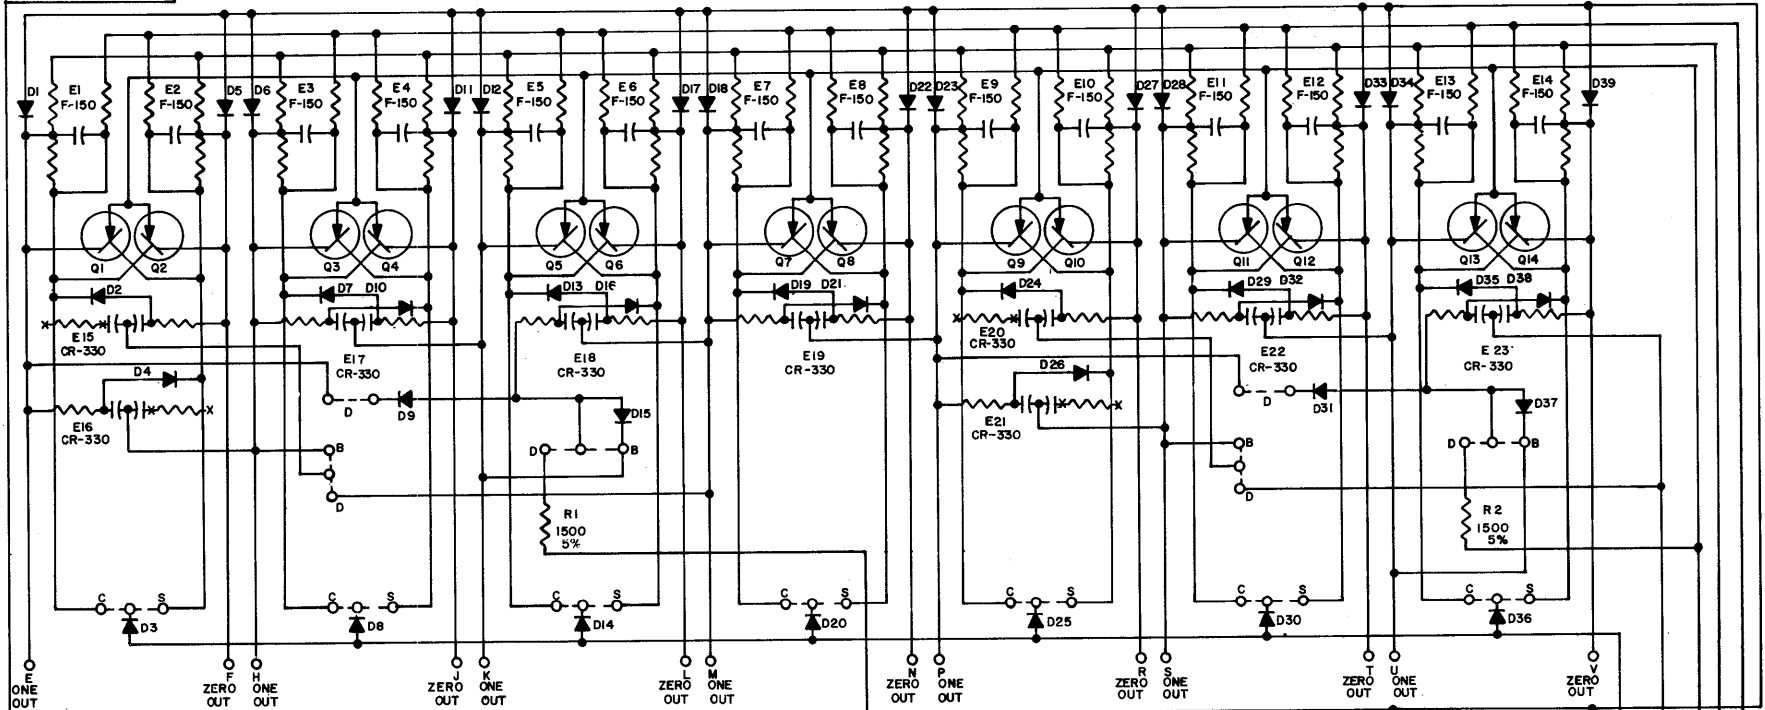 D1 E1 E2 D5 D6 E3 E4 D11 D12 E5 E6 D17 D18 E7 E8 D22 D23 E9 E10 D27 D28 E11 E12 D33 D34 E13 E14 D39
F-150 F-150 F-150 F-150 F-150 F-150 F-150 F-150 F-150 F-150 F-150 F-150 F-150 F-150
Q1 Q2 Q3 Q4 Q5 Q6 Q7 Q8 Q9 Q10 Q11 Q12 Q13 Q14
D2 D7 D10 D13 D16 D19 D21 D24 D29 D32 D35 D38
X X X X
E15
CR-330
E17
CR-330
E18
CR-330
E19
CR-330
E20
CR-330
E22
CR-330
E 23
CR-330
D4 D26
X X X X
E16
CR-330
E21
CR-330
D D9 D15 D D31 D37
B D B B D B
D D
R1
1500
5%
R2
1500
5%
C S C S C S C S C S C S C S
D3 D8 D14 D20 D25 D30 D36
E
ONE
OUT
F
ZERO
OUT
H
ONE
OUT
J
ZERO
OUT
K
ONE
OUT
L
ZERO
OUT
M
ONE
OUT
N
ZERO
OUT
P
ONE
OUT
R
ZERO
OUT
S
ONE
OUT
T
ZERO
OUT
U
ONE
OUT
V
ZERO
OUT